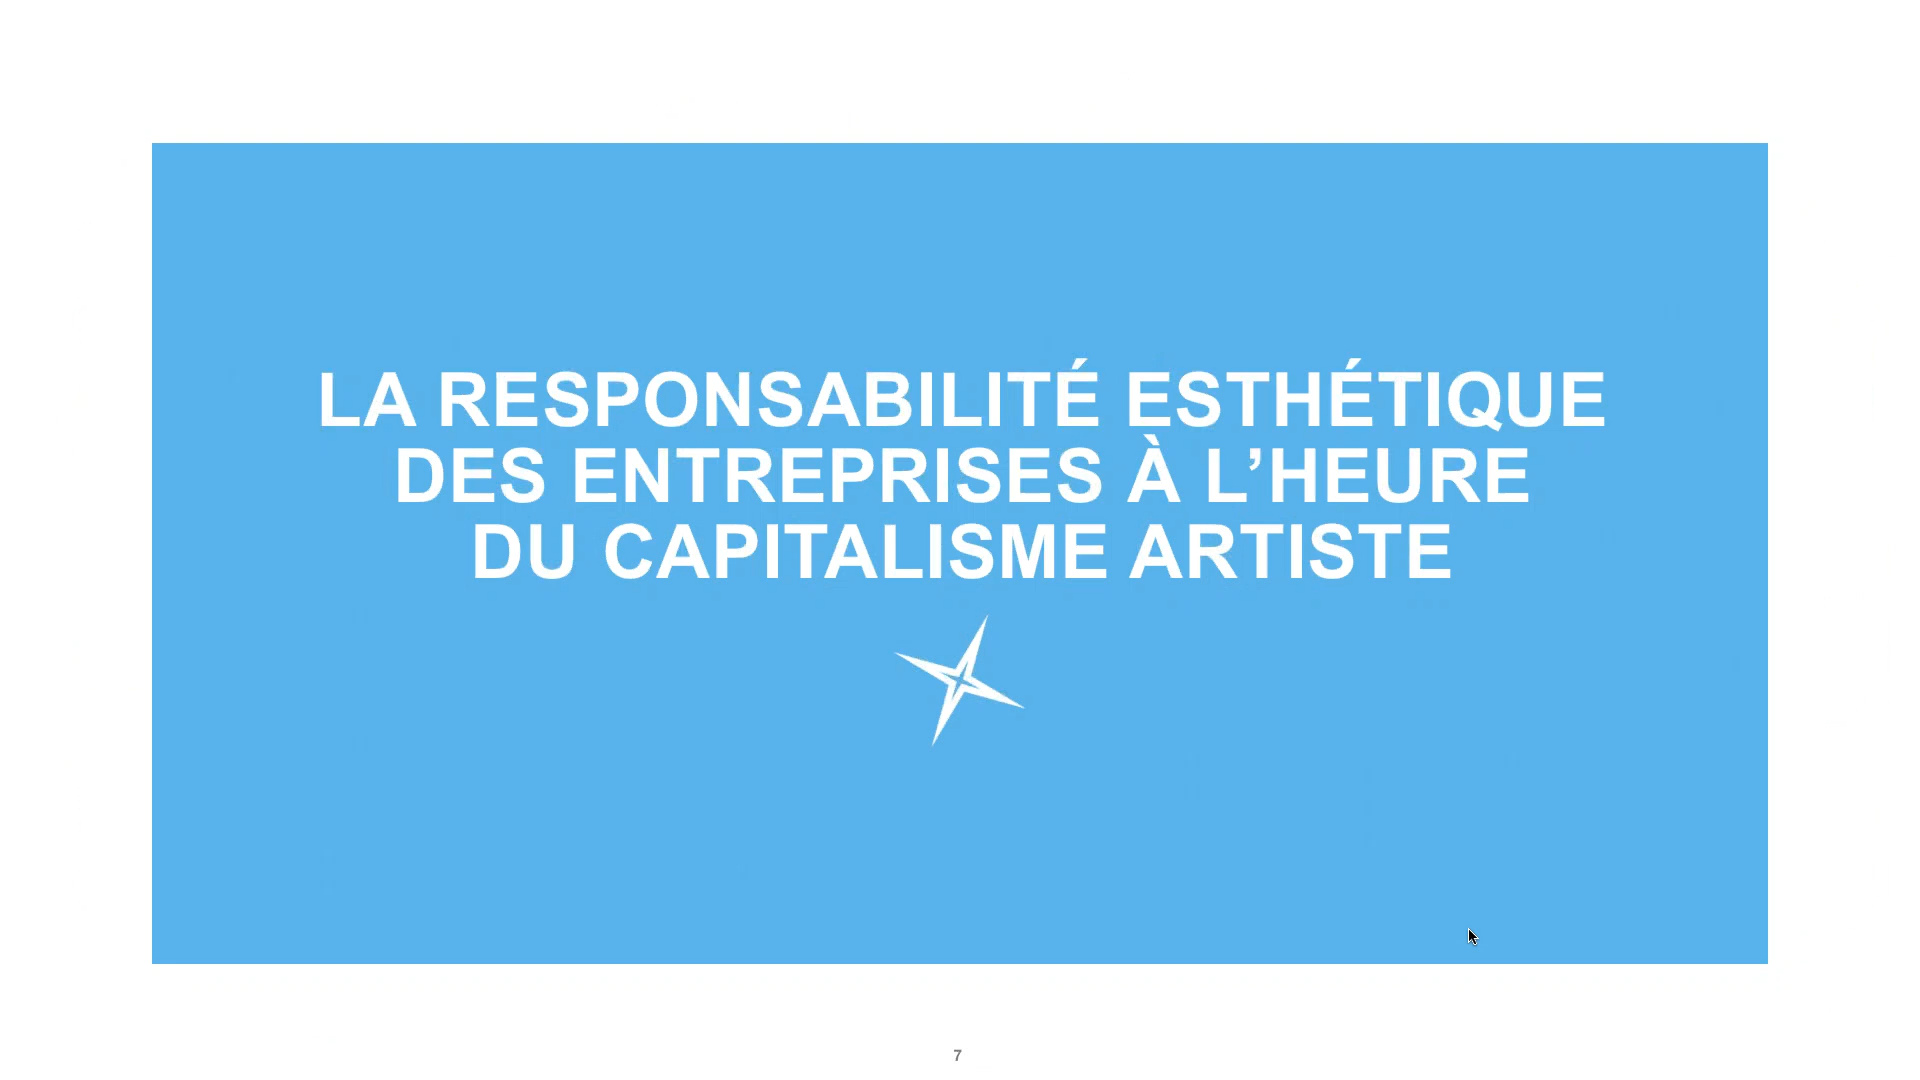 LA RESPONSABILITÉ ESTHÉTIQUE
DES ENTREPRISES À L’HEURE
DU CAPITALISME ARTISTE
7